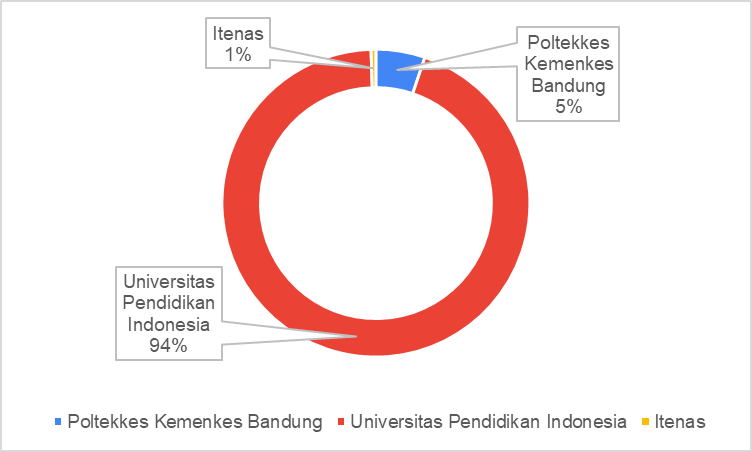 Itenas
1%
Poltekkes
Kemenkes
Bandung
5%
Universitas
Pendidikan
Indonesia
94%
Poltekkes Kemenkes Bandung
Universitas Pendidikan Indonesia
Itenas